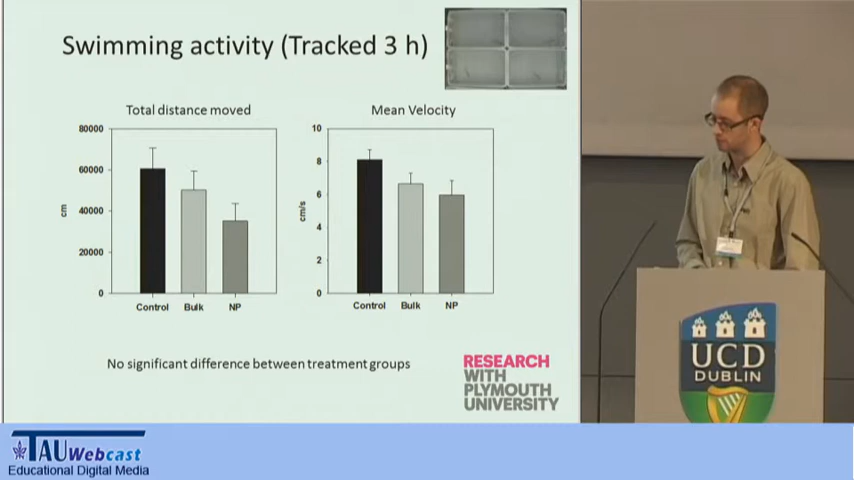 Swimming activity (Tracked 3 h)
Total distance moved
80000
60000
40000
20000
0
cm
Control
Bulk
NP
Mean Velocity
10
8
6
4
2
0
cm/s
Control
Bulk
NP
No significant difference between treatment groups
RESEARCH
WITH
PLYMOUTH
UNIVERSITY
UCD
DUBLIN
TAU Webcast
Educational Digital Media